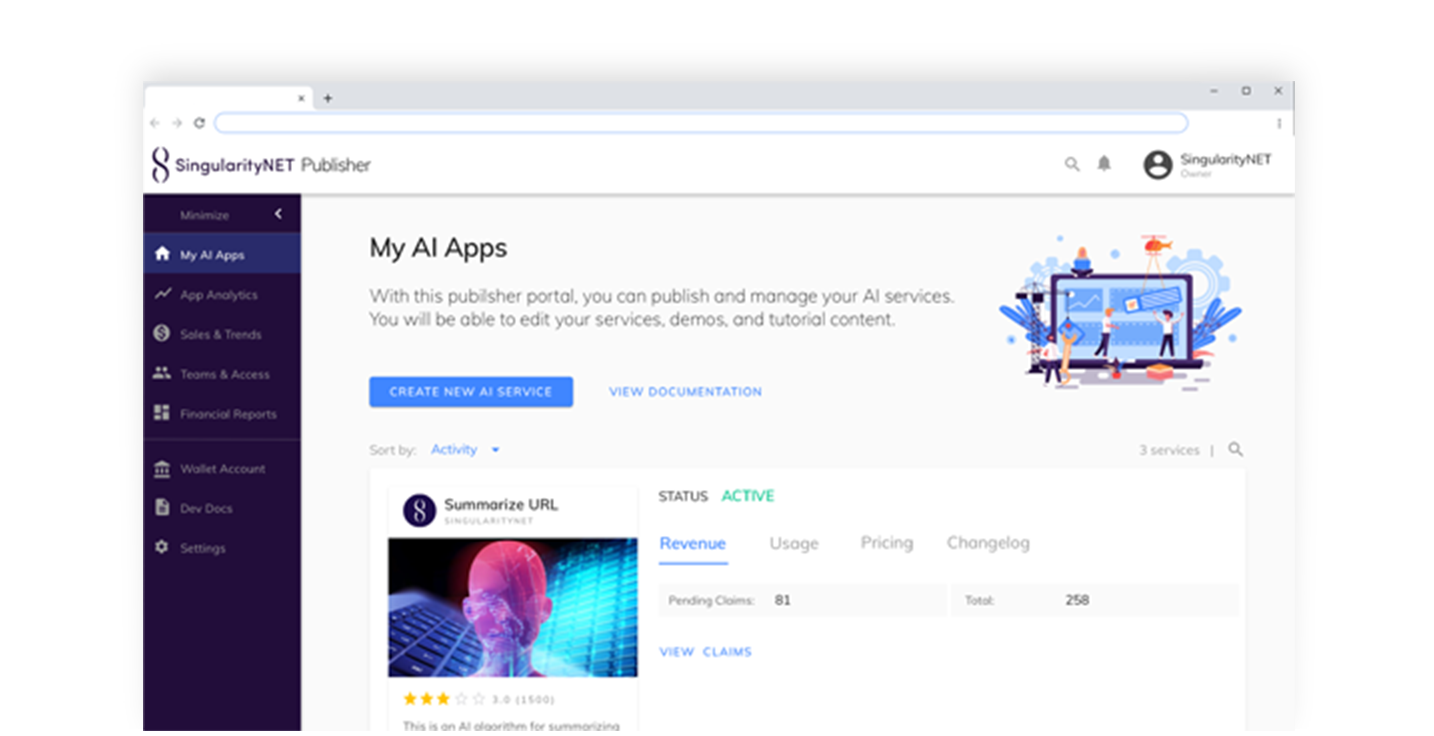 SingularityNET Publisher
SingularityNET
Owner
Minimize
My AI Apps
App Analytics
Sales & Trends
Teams & Access
Financial Reports
Wallet Account
Dev Docs
Settings
My AI Apps
With this pubilsher portal, you can publish and manage your AI services.
You will be able to edit your services, demos, and tutorial content.
CREATE NEW AI SERVICE
VIEW DOCUMENTATION
Sort by: Activity
3 services |
Summarize URL
SINGULARITYNET
STATUS ACTIVE
Revenue Usage Pricing Changelog
Pending Claims: 81 Total: 258
VIEW CLAIMS
3.0 (1500)
This is an AI algorithm for summarizing